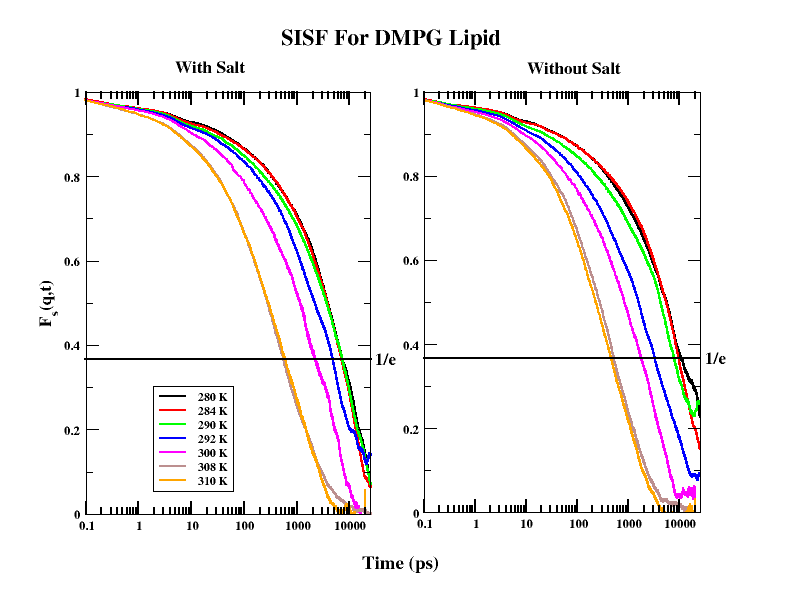 SISF For DMPG Lipid
With Salt
Without Salt
F_s(q,t)
1
0.8
0.6
0.4
0.2
0
0.1
1
10
100
1000
10000
1/e
280 K
284 K
290 K
292 K
300 K
308 K
310 K
1
0.8
0.6
0.4
0.2
0
0.1
1
10
100
1000
10000
1/e
Time (ps)